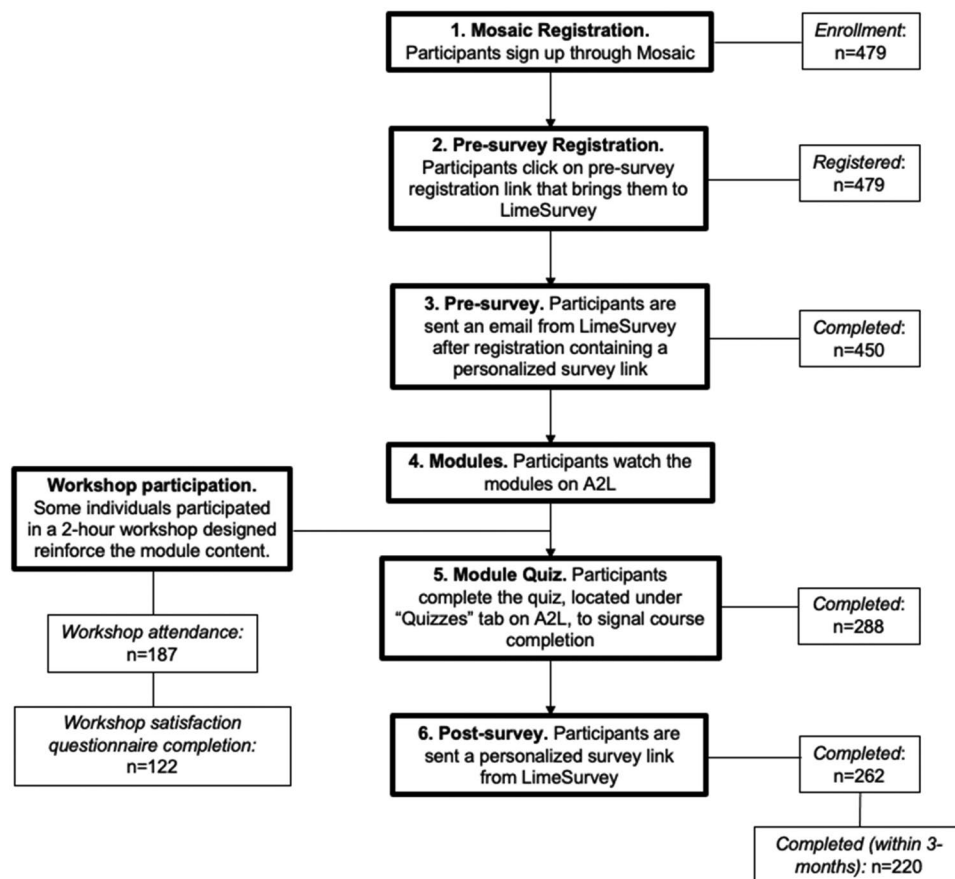 1. Mosaic Registration.
Participants sign up through Mosaic
Enrollment:
n=479
2. Pre-survey Registration.
Participants click on pre-survey
registration link that brings them to
LimeSurvey
Registered:
n=479
3. Pre-survey. Participants are
sent an email from LimeSurvey
after registration containing a
personalized survey link
Completed:
n=450
4. Modules. Participants watch the
modules on A2L
Workshop participation.
Some individuals participated
in a 2-hour workshop designed
reinforce the module content.
5. Module Quiz. Participants
complete the quiz, located under
“Quizzes” tab on A2L, to signal course
completion
Completed:
n=288
Workshop attendance:
n=187
Workshop satisfaction
questionnaire completion:
n=122
6. Post-survey. Participants are
sent a personalized survey link
from LimeSurvey
Completed:
n=262
Completed (within 3-
months): n=220